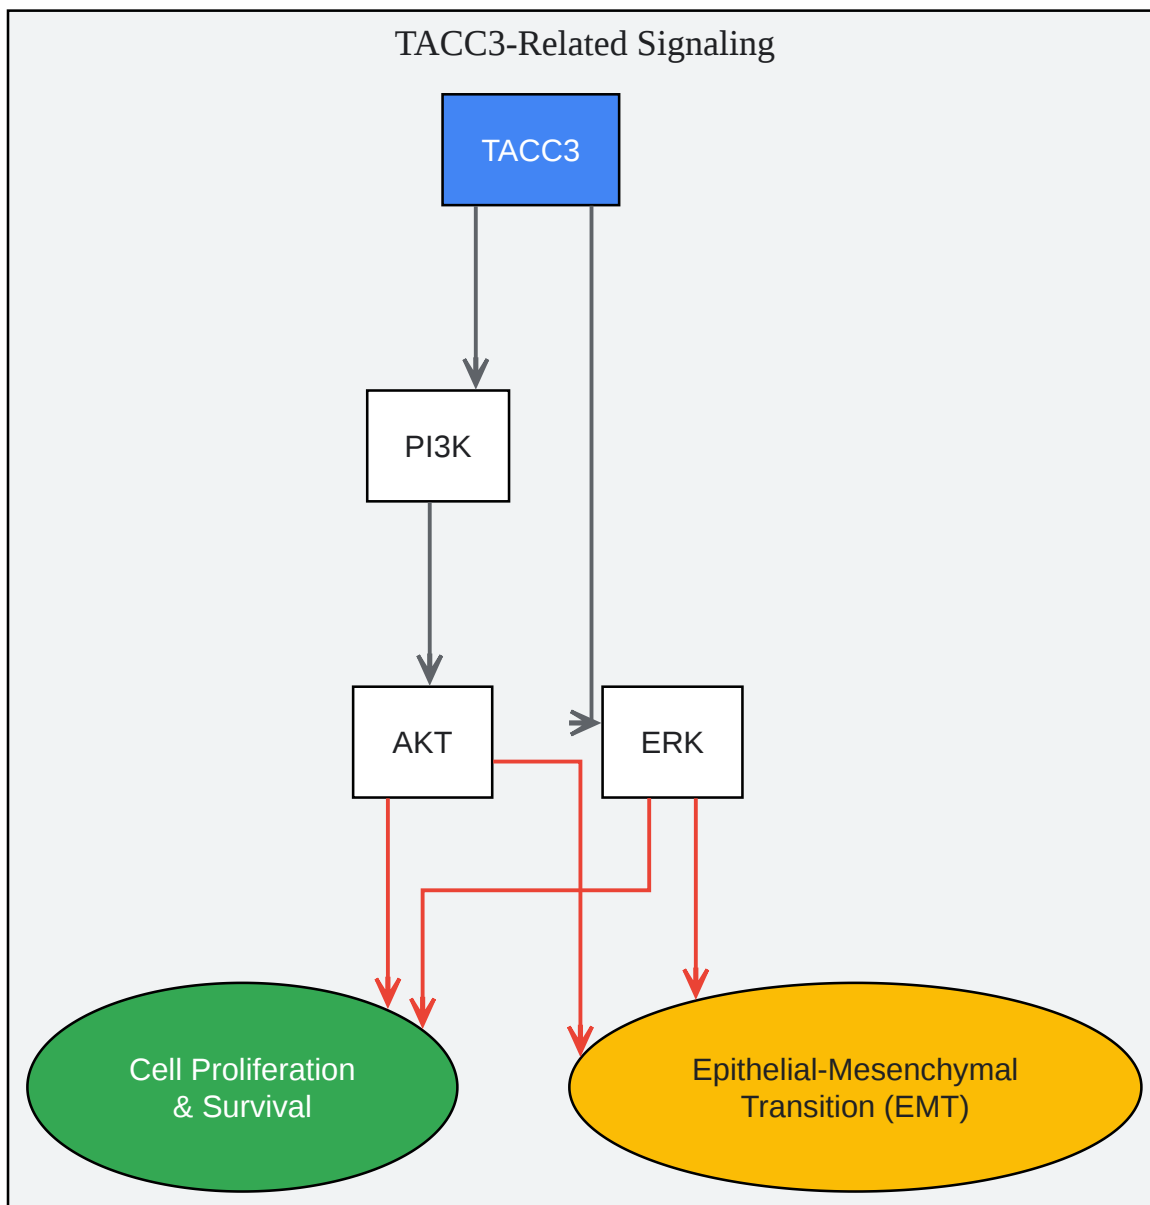 TACC3-Related Signaling
TACC3
PI3K
AKT
ERK
Cell Proliferation
& Survival
Epithelial-Mesenchymal
Transition (EMT)